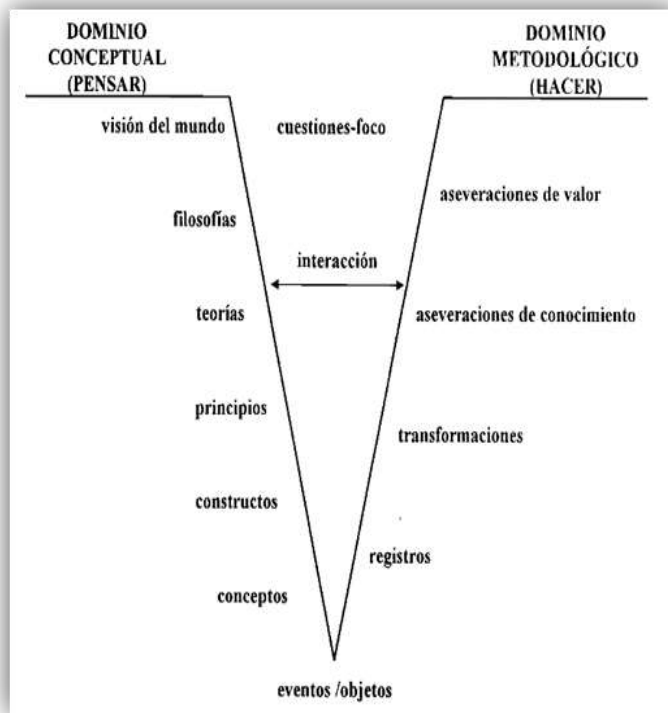 DOMINIO
CONCEPTUAL
(PENSAR)
DOMINIO
METODOLÓGICO
(HACER)
visión del mundo
cuestiones-foco
aseveraciones de valor
filosofías
interacción
teorías
aseveraciones de conocimiento
principios
transformaciones
constructos
registros
conceptos
eventos /objetos